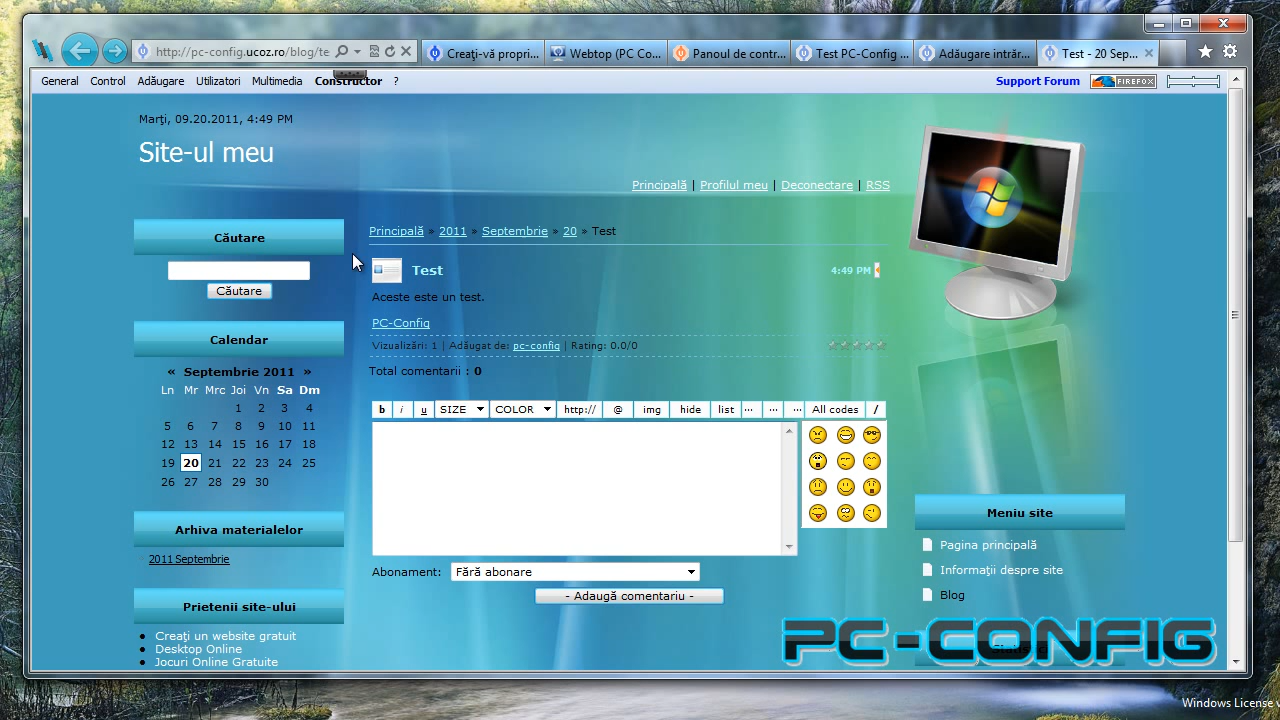 http://pc-config.ucoz.ro/blog/te
Creaţi-vă propri...
Webtop (PC Co...
Panoul de contr...
Test PC-Config ...
Adăugare intrăr...
Test - 20 Sep...
General Control Adăugare Utilizatori Multimedia Constructor ?
Support Forum
FIREFOX
Marţi, 09.20.2011, 4:49 PM
Site-ul meu
Principală | Profilul meu | Deconectare | RSS
Căutare
Căutare
Calendar
« Septembrie 2011 »
Ln Mr Mrc Joi Vn Sa Dm
1 2 3 4
5 6 7 8 9 10 11
12 13 14 15 16 17 18
19 20 21 22 23 24 25
26 27 28 29 30
Arhiva materialelor
2011 Septembrie
Prietenii site-ului
Creaţi un website gratuit
Desktop Online
Jocuri Online Gratuite
Principală » 2011 » Septembrie » 20 » Test
Test
4:49 PM
Aceste este un test.
PC-Config
Vizualizări: 1 | Adăugat de: pc-config | Rating: 0.0/0
Total comentarii : 0
b i u SIZE COLOR http:// @ img hide list ... ... ... All codes /
Abonament: Fără abonare
- Adaugă comentariu -
Meniu site
Pagina principală
Informaţii despre site
Blog
PC-CONFIG
Windows License